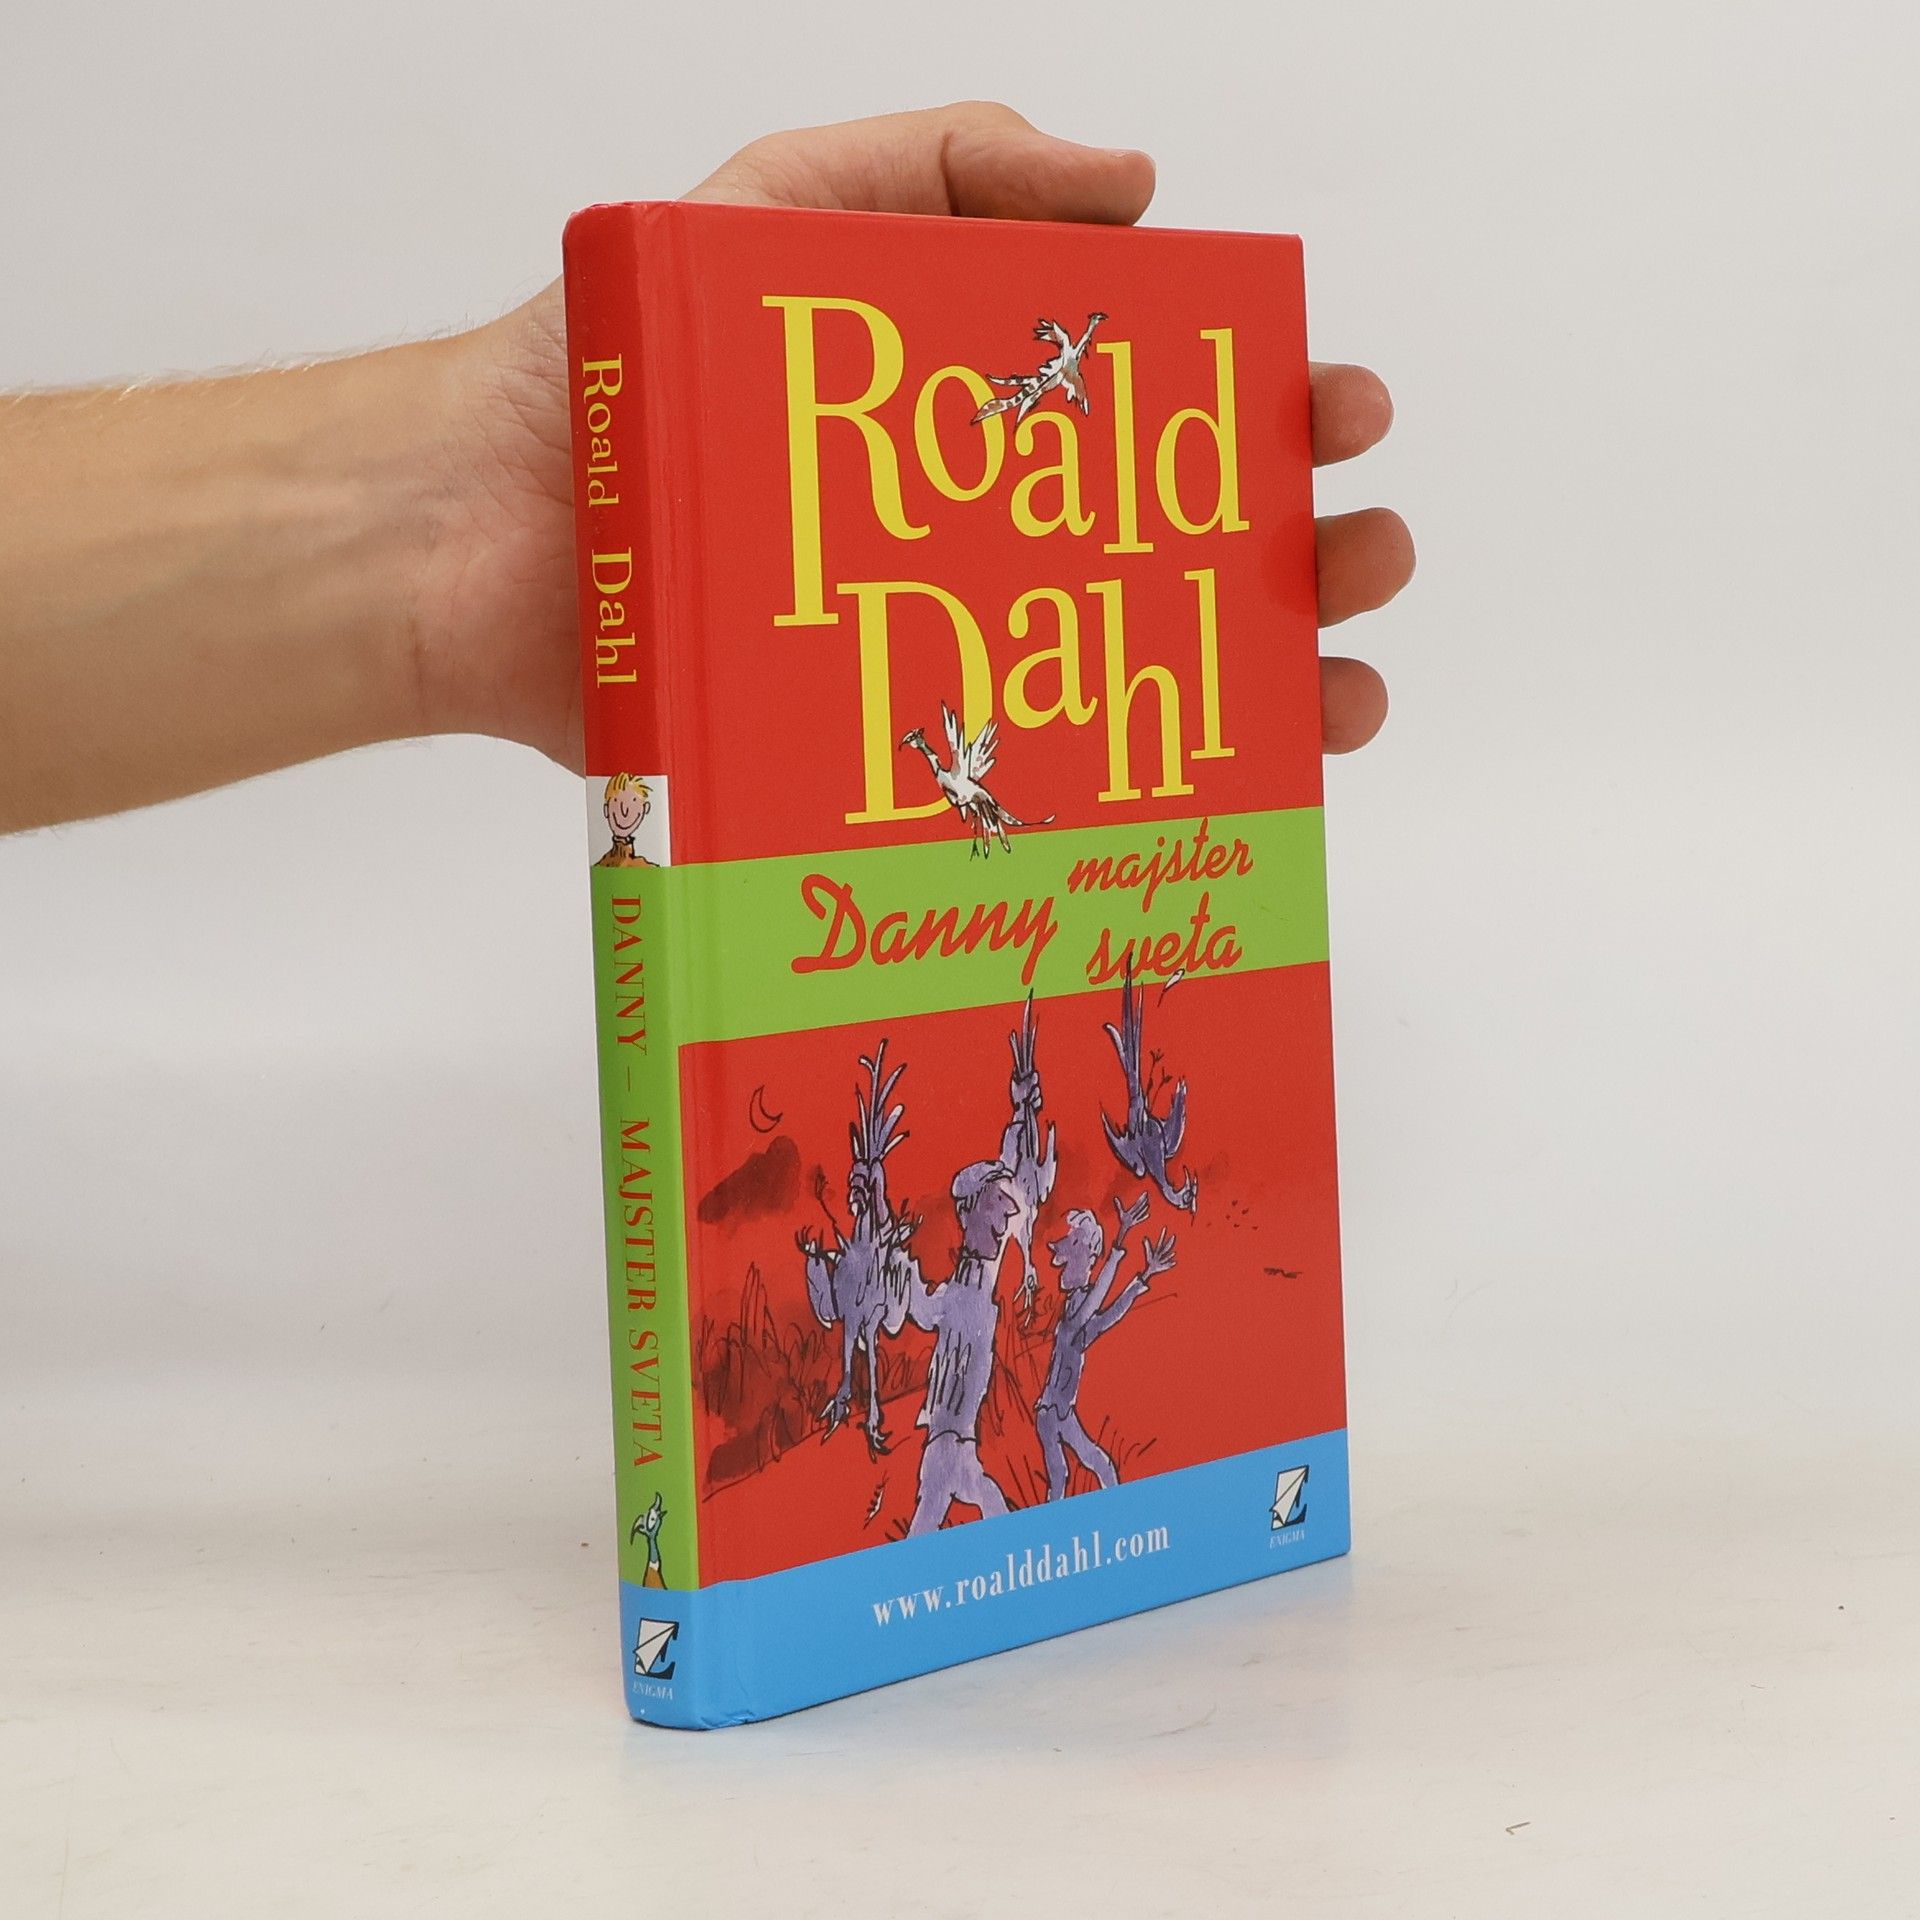 Roald Dahl
DANNY – MAJSTER SVETA
ENIGMA
Roald
Dahl
Danny majster
sveta
www.roalddahl.com
ENIGMA